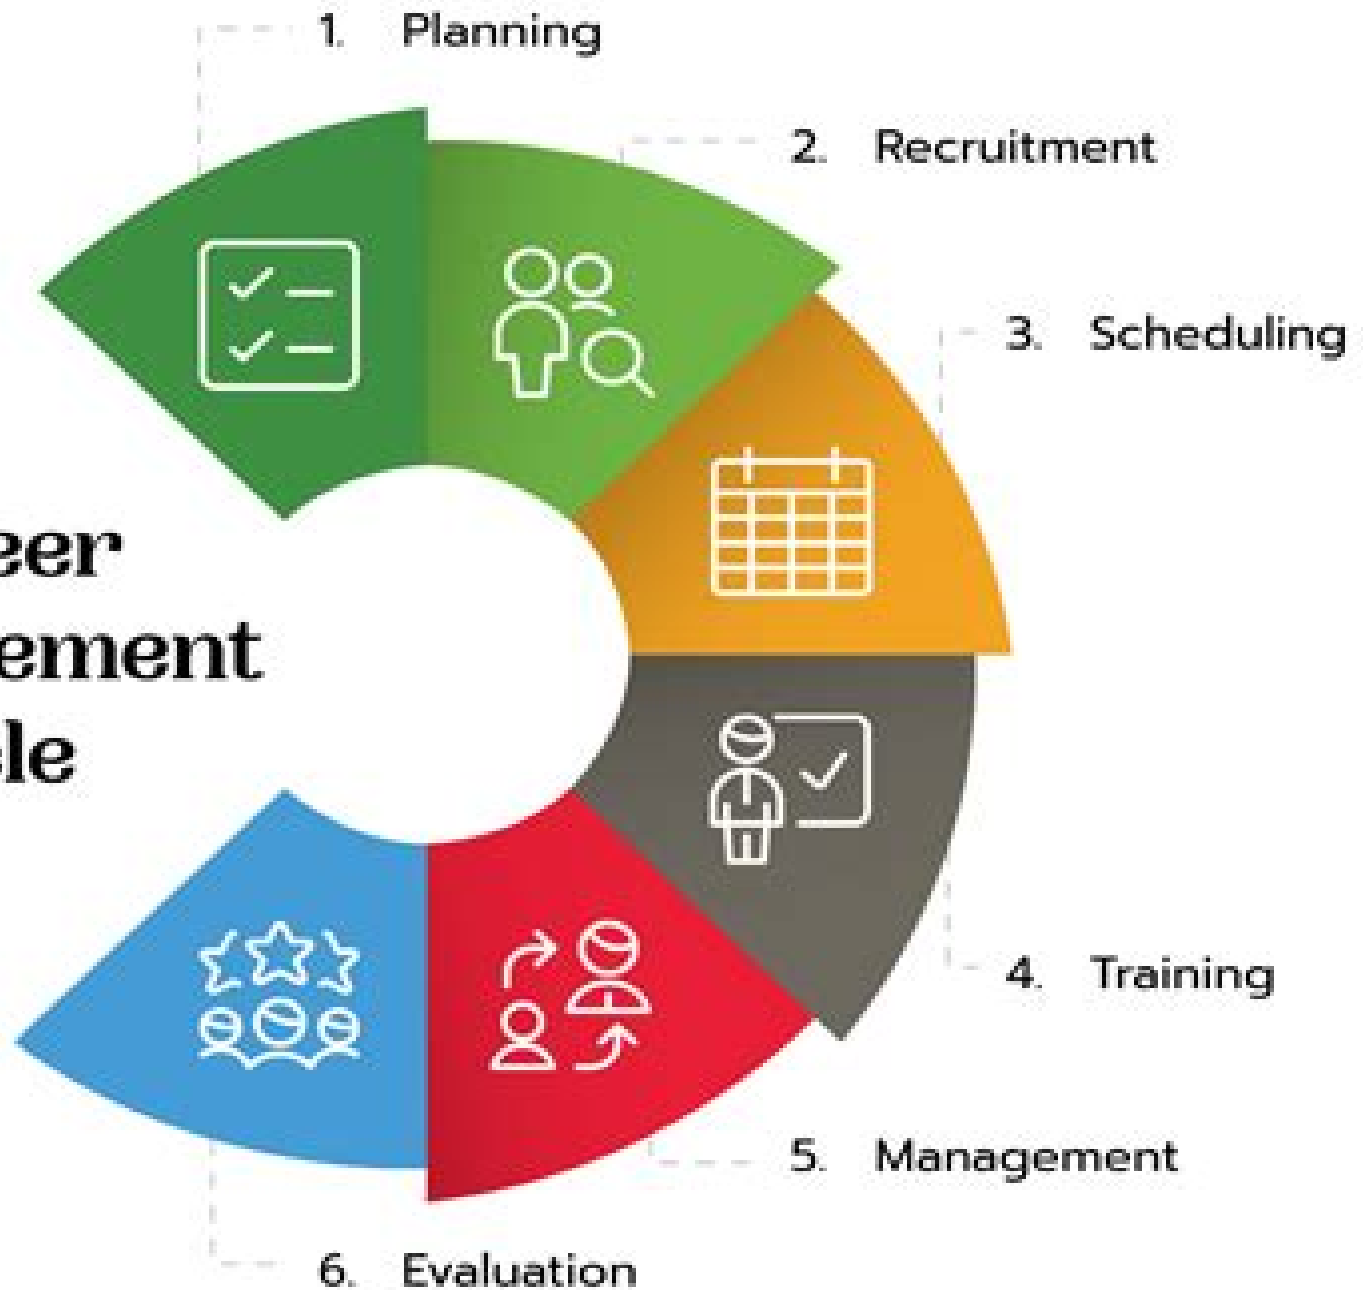 1. Planning
2. Recruitment
3. Scheduling
eer
ement
le
4. Training
5. Management
6. Evaluation